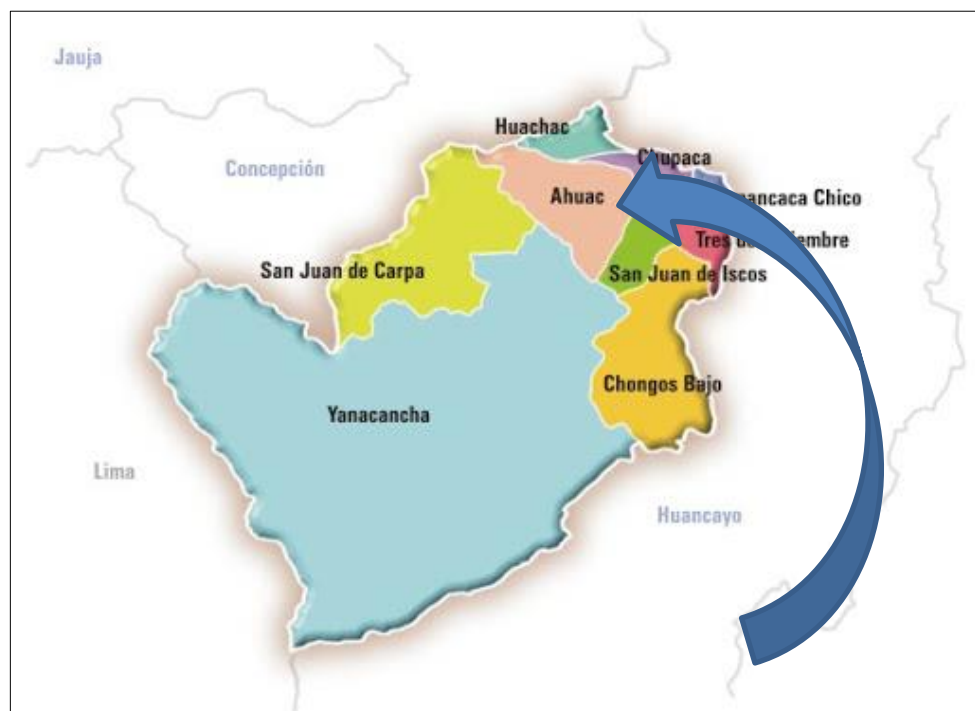 Jauja
Huachac
Concepción
Chupaca
Ahuac
Chico
Tres de
San Juan de Carpa
San Juan de Iscos
Chongos Bajo
Yanacancha
Lima
Huancayo